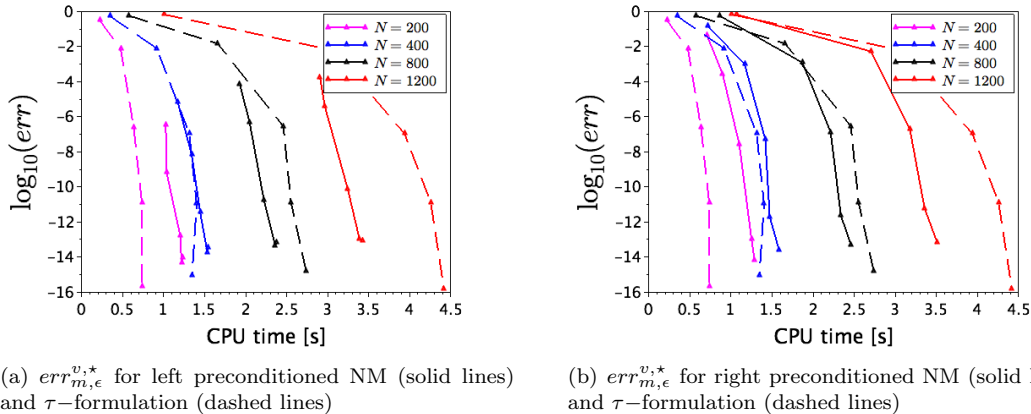 0
-2
-4
-6
-8
-10
-12
-14
-16
log₁₀(err)
0 0.5 1 1.5 2 2.5 3 3.5 4 4.5
CPU time [s]
N = 200
N = 400
N = 800
N = 1200
(a) err^{v,⋆}_{m,ϵ} for left preconditioned NM (solid lines)
and τ−formulation (dashed lines)
0
-2
-4
-6
-8
-10
-12
-14
-16
log₁₀(err)
0 0.5 1 1.5 2 2.5 3 3.5 4 4.5
CPU time [s]
N = 200
N = 400
N = 800
N = 1200
(b) err^{v,⋆}_{m,ϵ} for right preconditioned NM (solid
and τ−formulation (dashed lines)